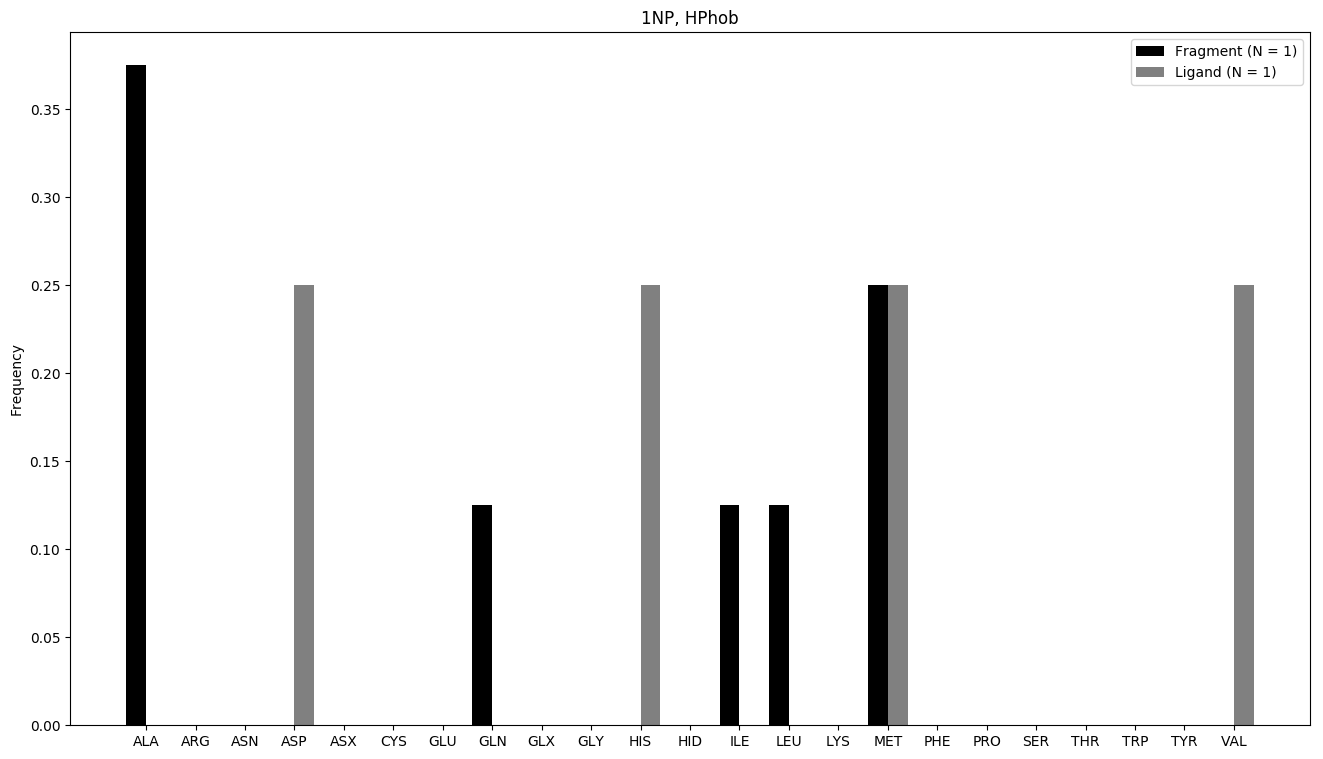 1NP, HPhob
Fragment (N = 1)
Ligand (N = 1)
Frequency
0.35
0.30
0.25
0.20
0.15
0.10
0.05
0.00
ALA ARG ASN ASP ASX CYS GLU GLN GLX GLY HIS HID ILE LEU LYS MET PHE PRO SER THR TRP TYR VAL